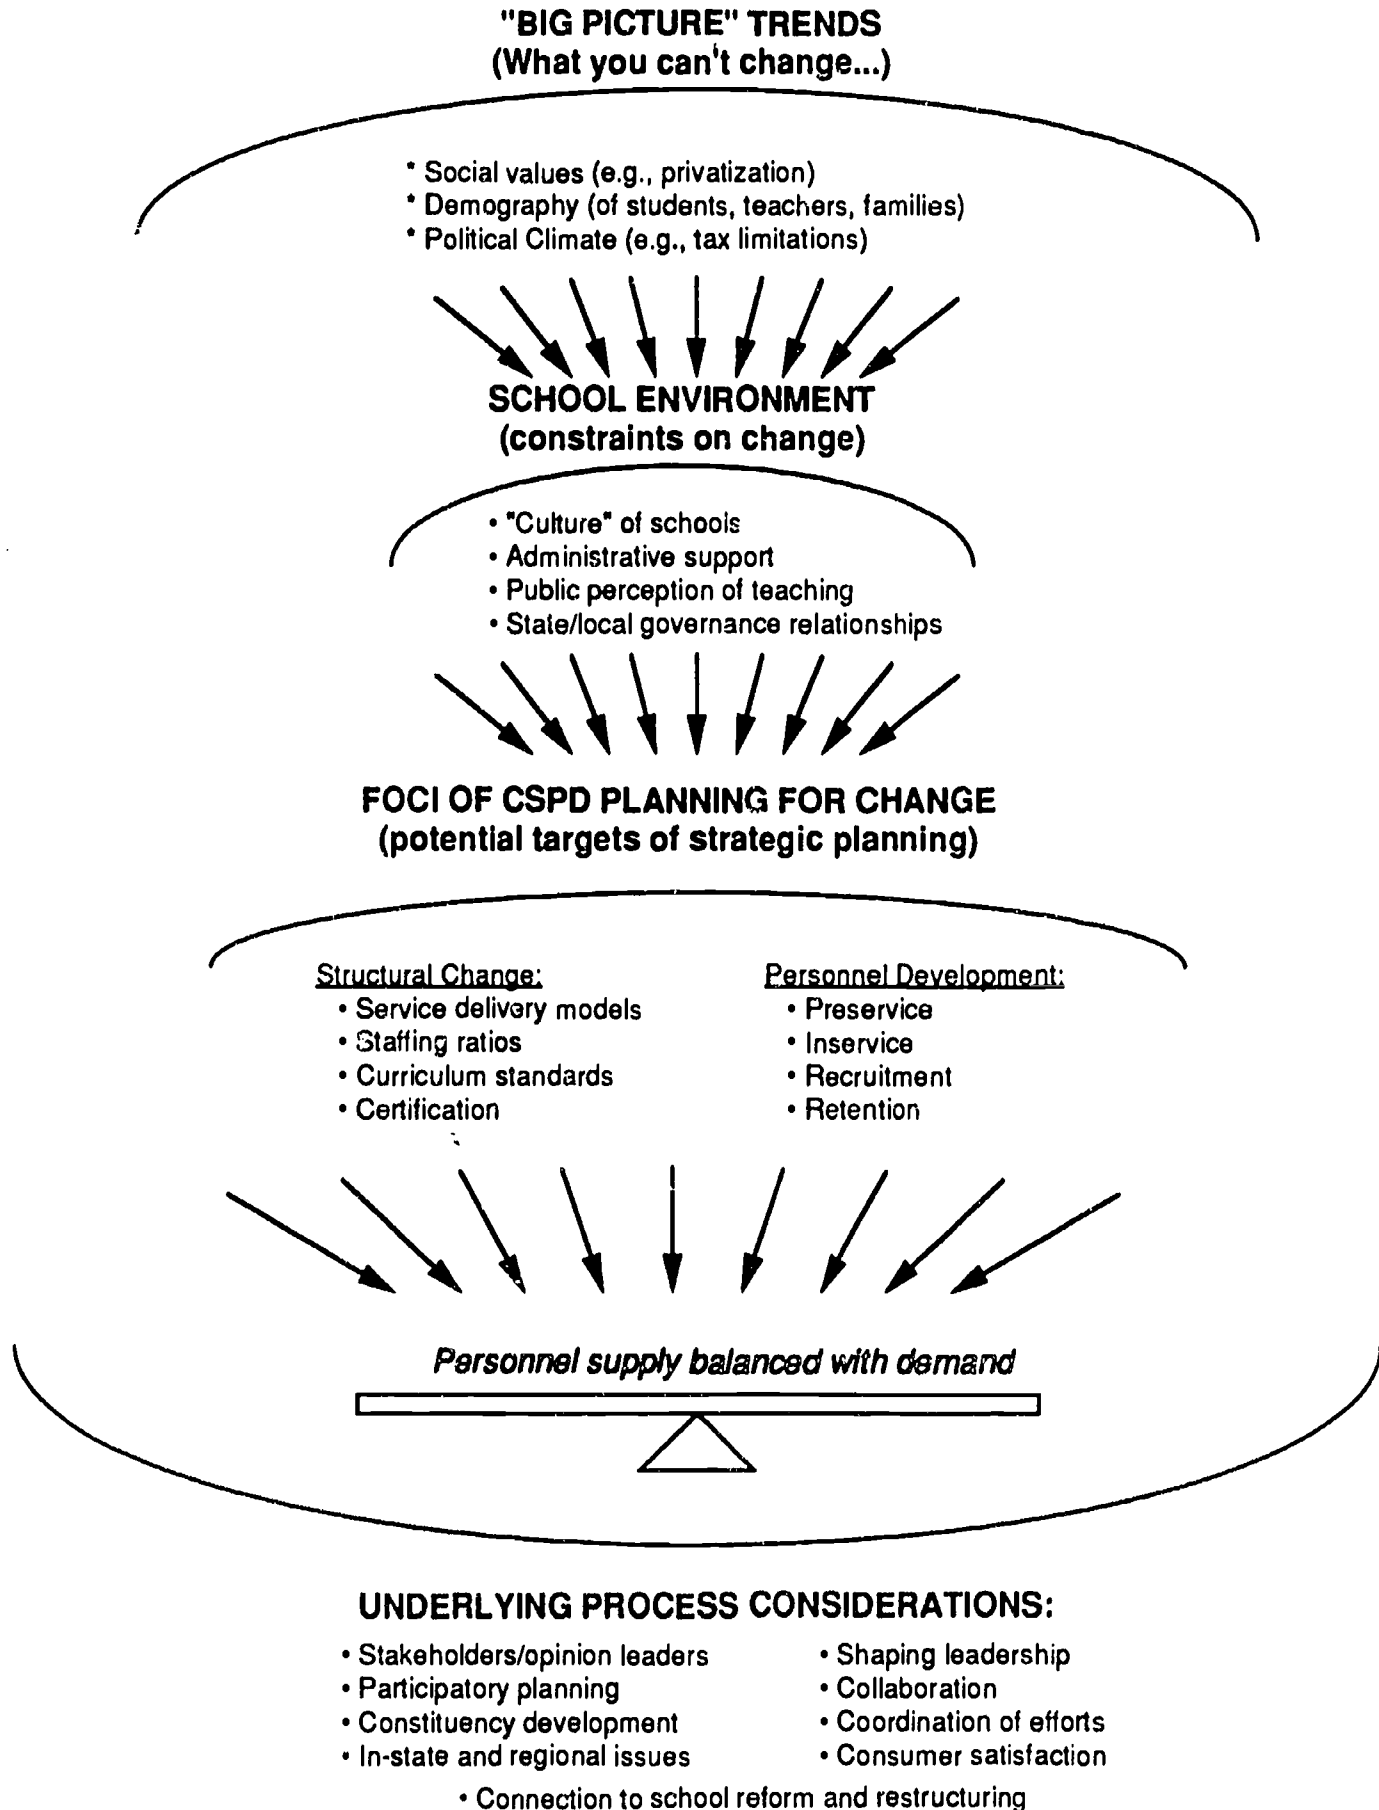 "BIG PICTURE" TRENDS
(What you can't change...)
* Social values (e.g., privatization)
* Demography (of students, teachers, families)
* Political Climate (e.g., tax limitations)
SCHOOL ENVIRONMENT
(constraints on change)
• "Culture" of schools
• Administrative support
• Public perception of teaching
• State/local governance relationships
FOCI OF CSPD PLANNING FOR CHANGE
(potential targets of strategic planning)
Structural Change:
• Service delivery models
• Staffing ratios
• Curriculum standards
• Certification
Personnel Development:
• Preservice
• Inservice
• Recruitment
• Retention
Personnel supply balanced with demand
UNDERLYING PROCESS CONSIDERATIONS:
• Stakeholders/opinion leaders
• Participatory planning
• Constituency development
• In-state and regional issues
• Shaping leadership
• Collaboration
• Coordination of efforts
• Consumer satisfaction
• Connection to school reform and restructuring